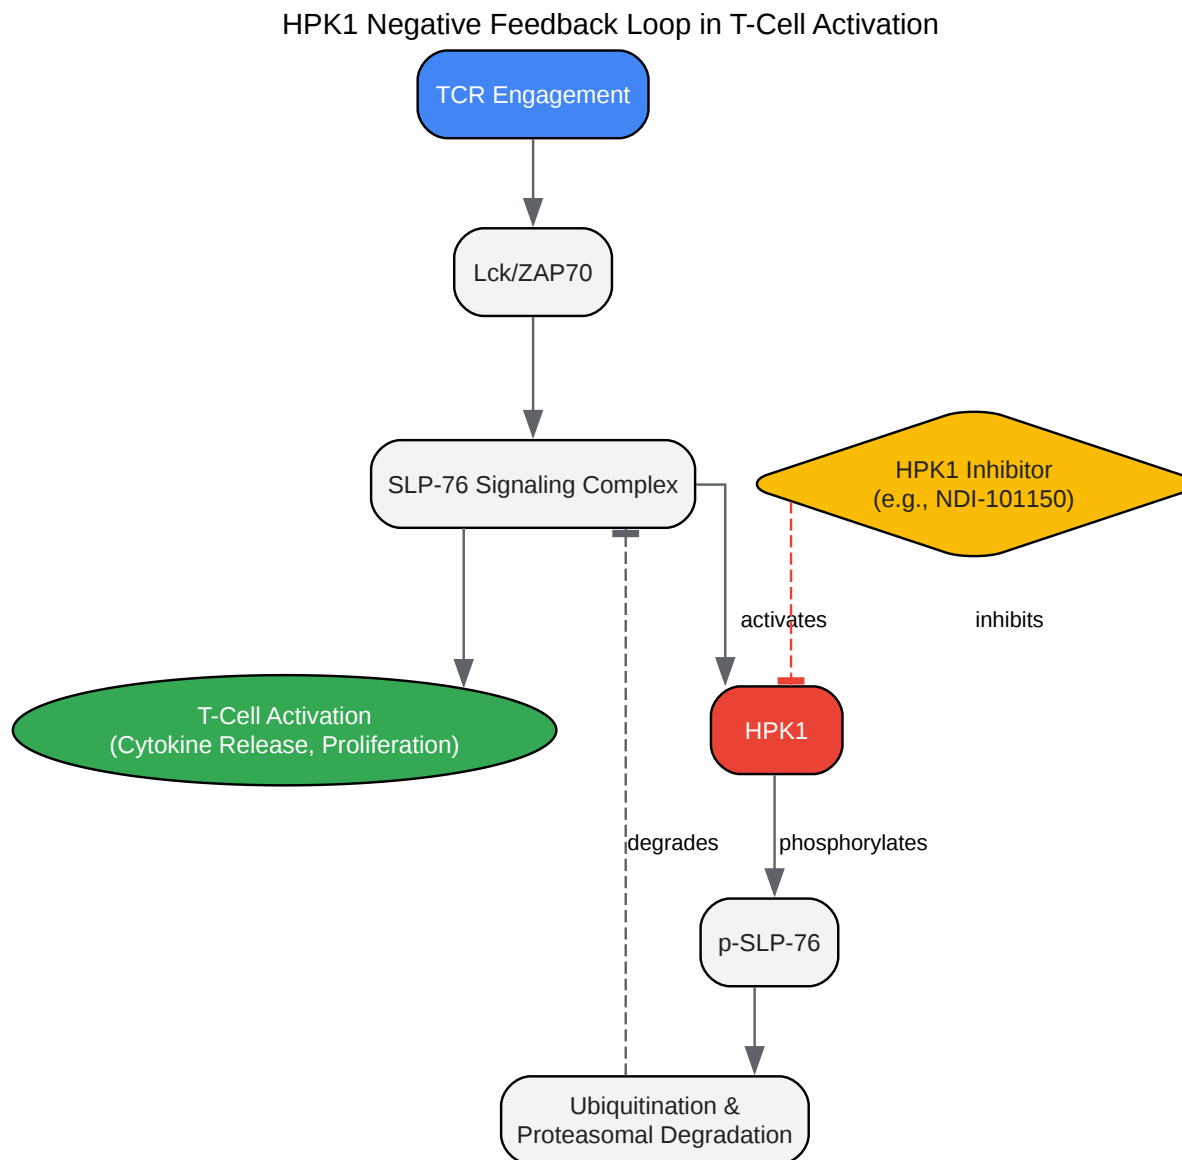 HPK1 Negative Feedback Loop in T-Cell Activation
TCR Engagement
Lck/ZAP70
SLP-76 Signaling Complex
HPK1 Inhibitor
(e.g., NDI-101150)
activates
inhibits
T-Cell Activation
(Cytokine Release, Proliferation)
HPK1
degrades
phosphorylates
p-SLP-76
Ubiquitination &
Proteasomal Degradation